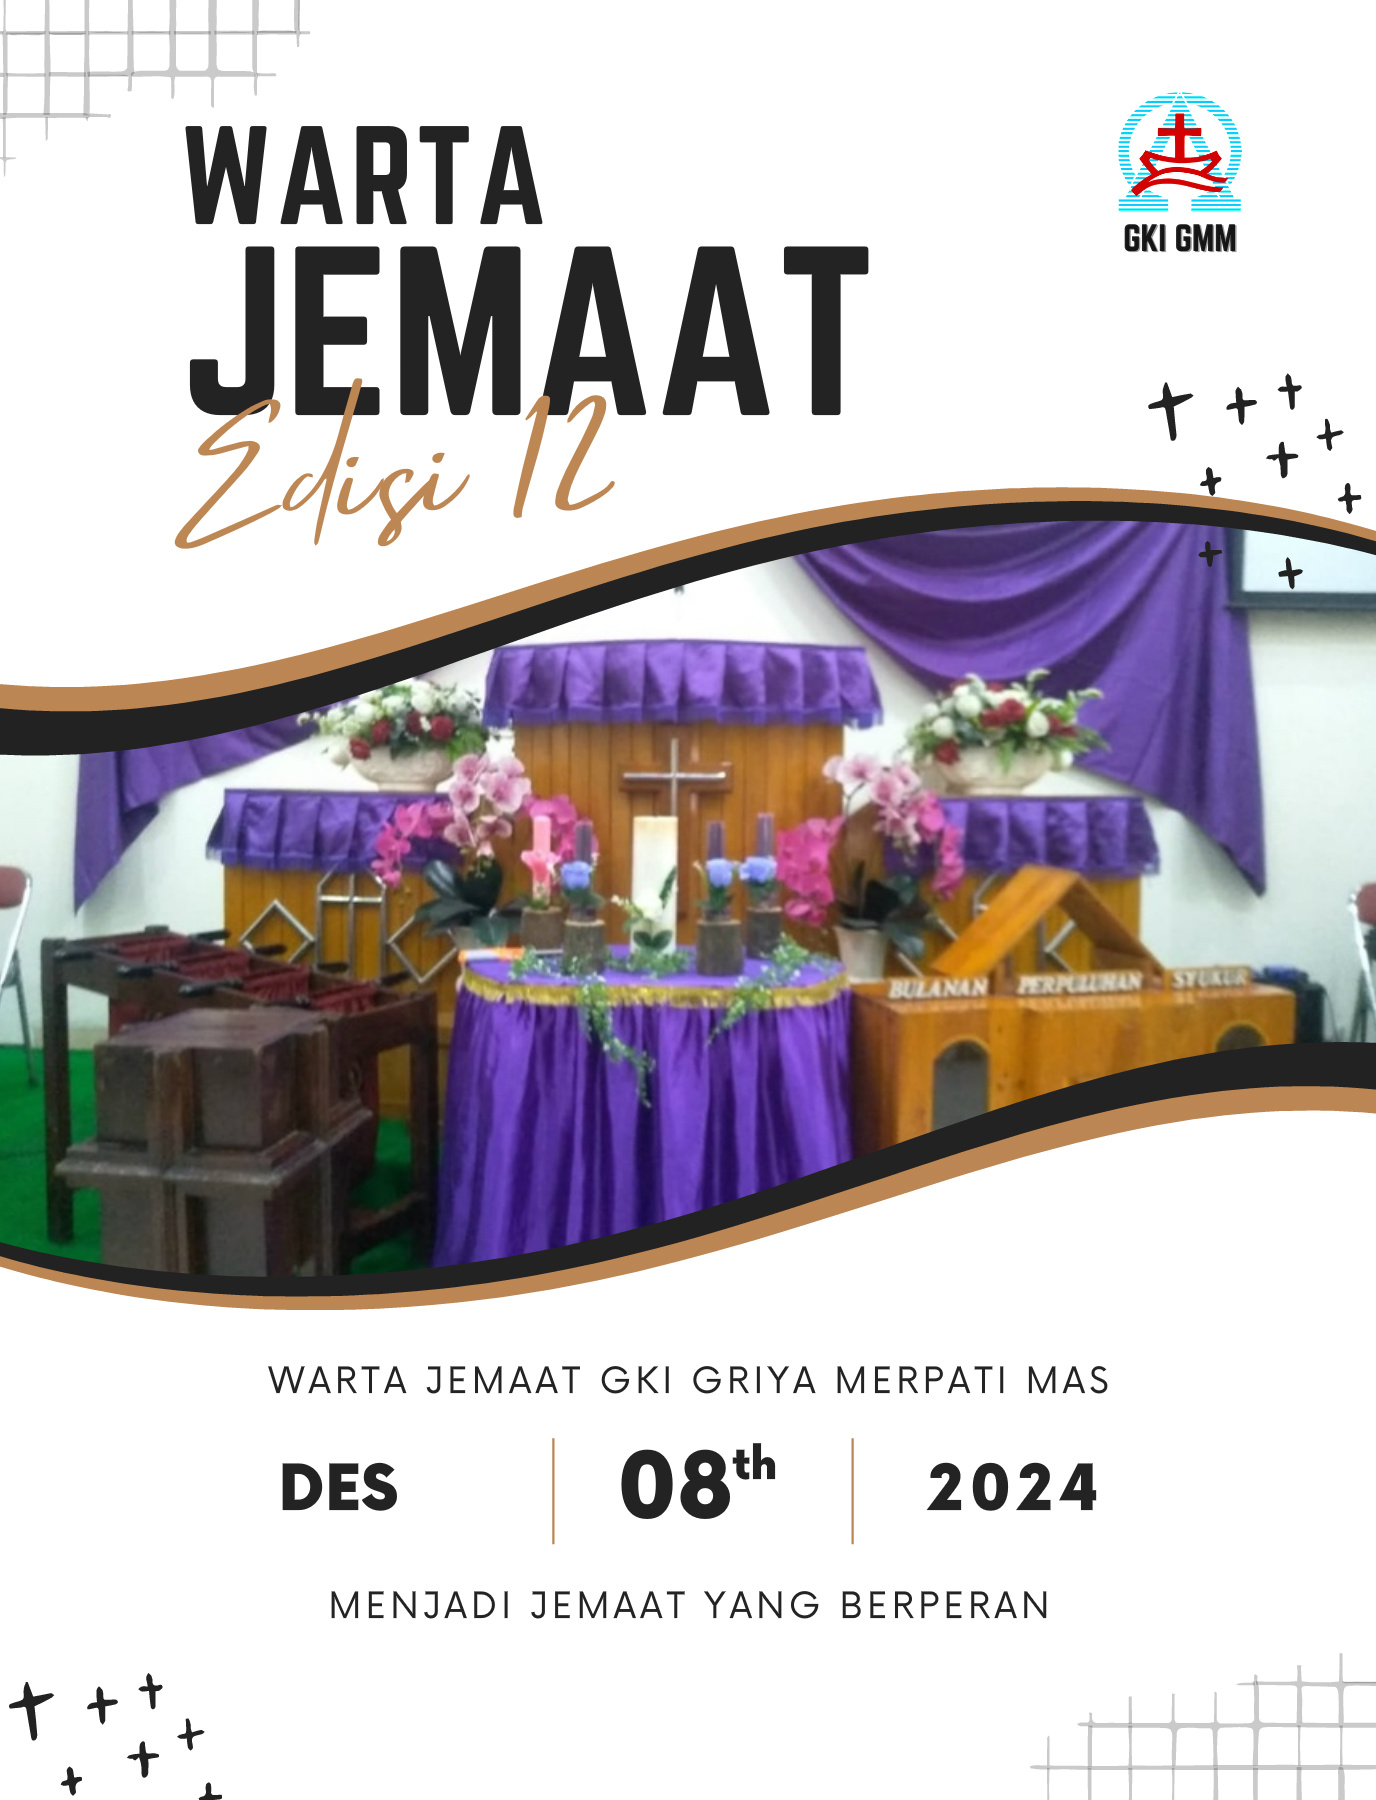 WARTA
JEMAAT
Edisi 12
GKI GMM
BULANAN PERPULUHAN SYUKUR
WARTA JEMAAT GKI GRIYA MERPATI MAS
DES 08th 2024
MENJADI JEMAAT YANG BERPERAN